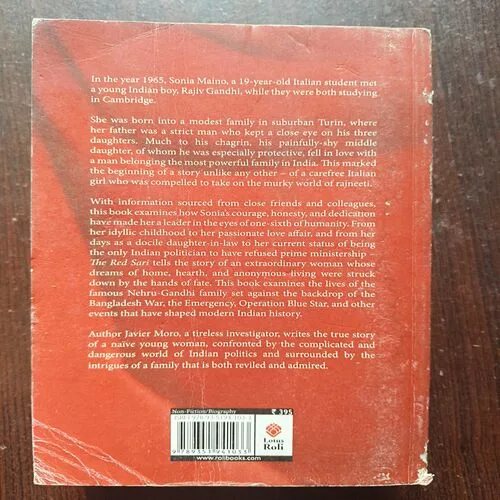 In the year 1965, Sonia Maino, a 19-year-old Italian student met
a young Indian boy, Rajiv Gandhi, while they were both studying
in Cambridge.
She was born into a modest family in suburban Turin, where
her father was a strict man who kept a close eye on his three
daughters. Much to his chagrin, his painfully-shy middle
daughter, of whom he was especially protective, fell in love with
a man belonging the most powerful family in India. This marked
the beginning of a story unlike any other – of a carefree Italian
girl who was compelled to take on the murky world of rajneeti.
With information sourced from close friends and colleagues,
this book examines how Sonia's courage, honesty, and dedication
have made her a leader in the eyes of one-sixth of humanity. From
her idyllic childhood to her passionate love affair, and from her
days as a docile daughter-in-law to her current status of being
the only Indian politician to have refused prime ministership –
The Red Sari tells the story of an extraordinary woman whose
dreams of home, hearth, and anonymous living were struck
down by the hands of fate. This book examines the lives of the
famous Nehru-Gandhi family set against the backdrop of the
Bangladesh War, the Emergency, Operation Blue Star, and other
events that have shaped modern Indian history.
Author Javier Moro, a tireless investigator, writes the true story
of a naïve young woman, confronted by the complicated and
dangerous world of Indian politics and surrounded by the
intrigues of a family that is both reviled and admired.
Non-Fiction/Biography ₹ 395
9 789351 941033
Lotus
Roli
www.rolibooks.com